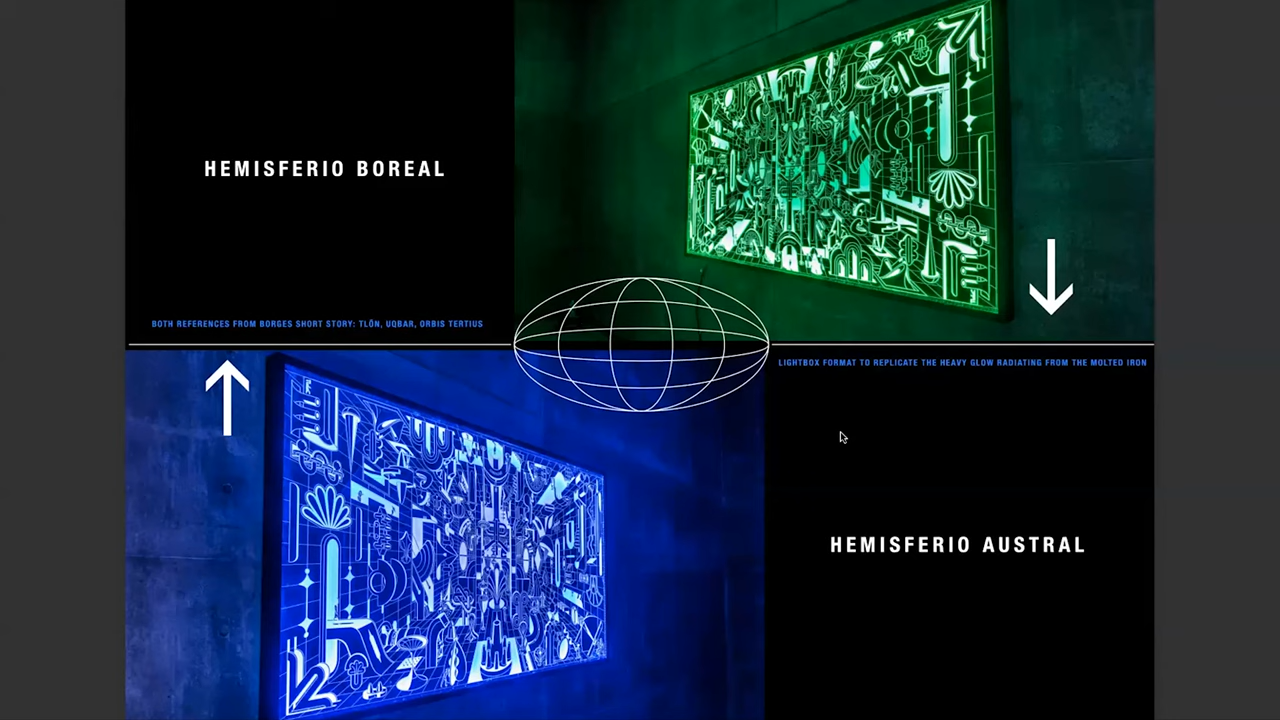 HEMISFERIO BOREAL
BOTH REFERENCES FROM BORGES SHORT STORY: TLÖN, UQBAR, ORBIS TERTIUS
LIGHTBOX FORMAT TO REPLICATE THE HEAVY GLOW RADIATING FROM THE MOLTED IRON
HEMISFERIO AUSTRAL